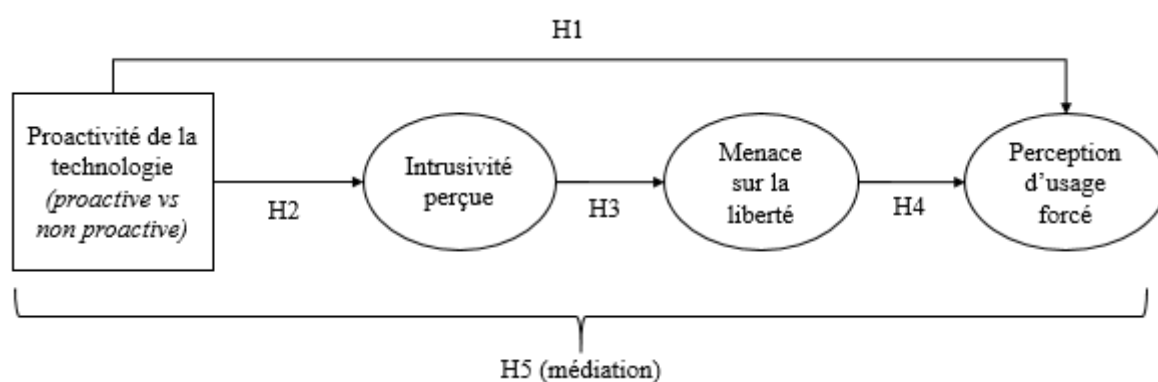 H1
Proactivité de la
technologie
(proactive vs
non proactive)
H2
Intrusivité
perçue
H3
Menace
sur la
liberté
H4
Perception
d’usage
forcé
H5 (médiation)